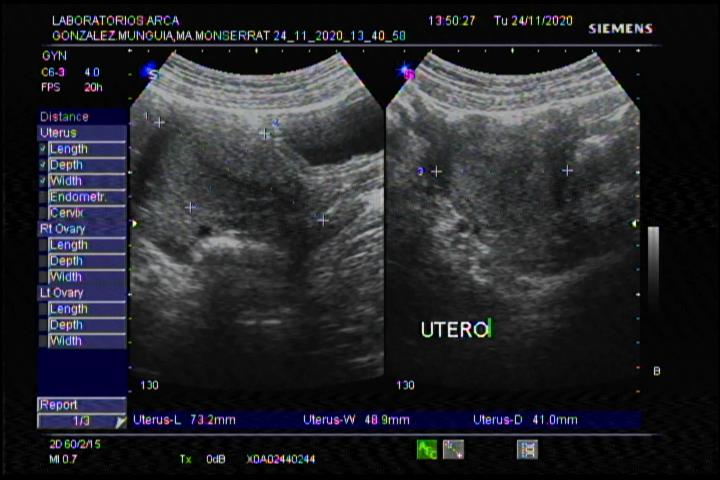 LABORATORIOS ARCA 13:50:27 Tu 24/11/2020 SIEMENS
GONZALEZ MUNGUIA,MA.MONSERRAT 24_11_2020_13_40_58
GYN
C6-3 4.0
FPS 20h
Distance
Uterus
Length
Depth
Width
Endometr.
Cervix
Rt Ovary
Length
Depth
Width
Lt Ovary
Length
Depth
Width
UTERO
B
130 130
Report
1/3
Uterus-L 73.2mm Uterus-W 48.9mm Uterus-D 41.0mm
2D 60/2/15
MI 0.7 Tx 0dB X0A02440244